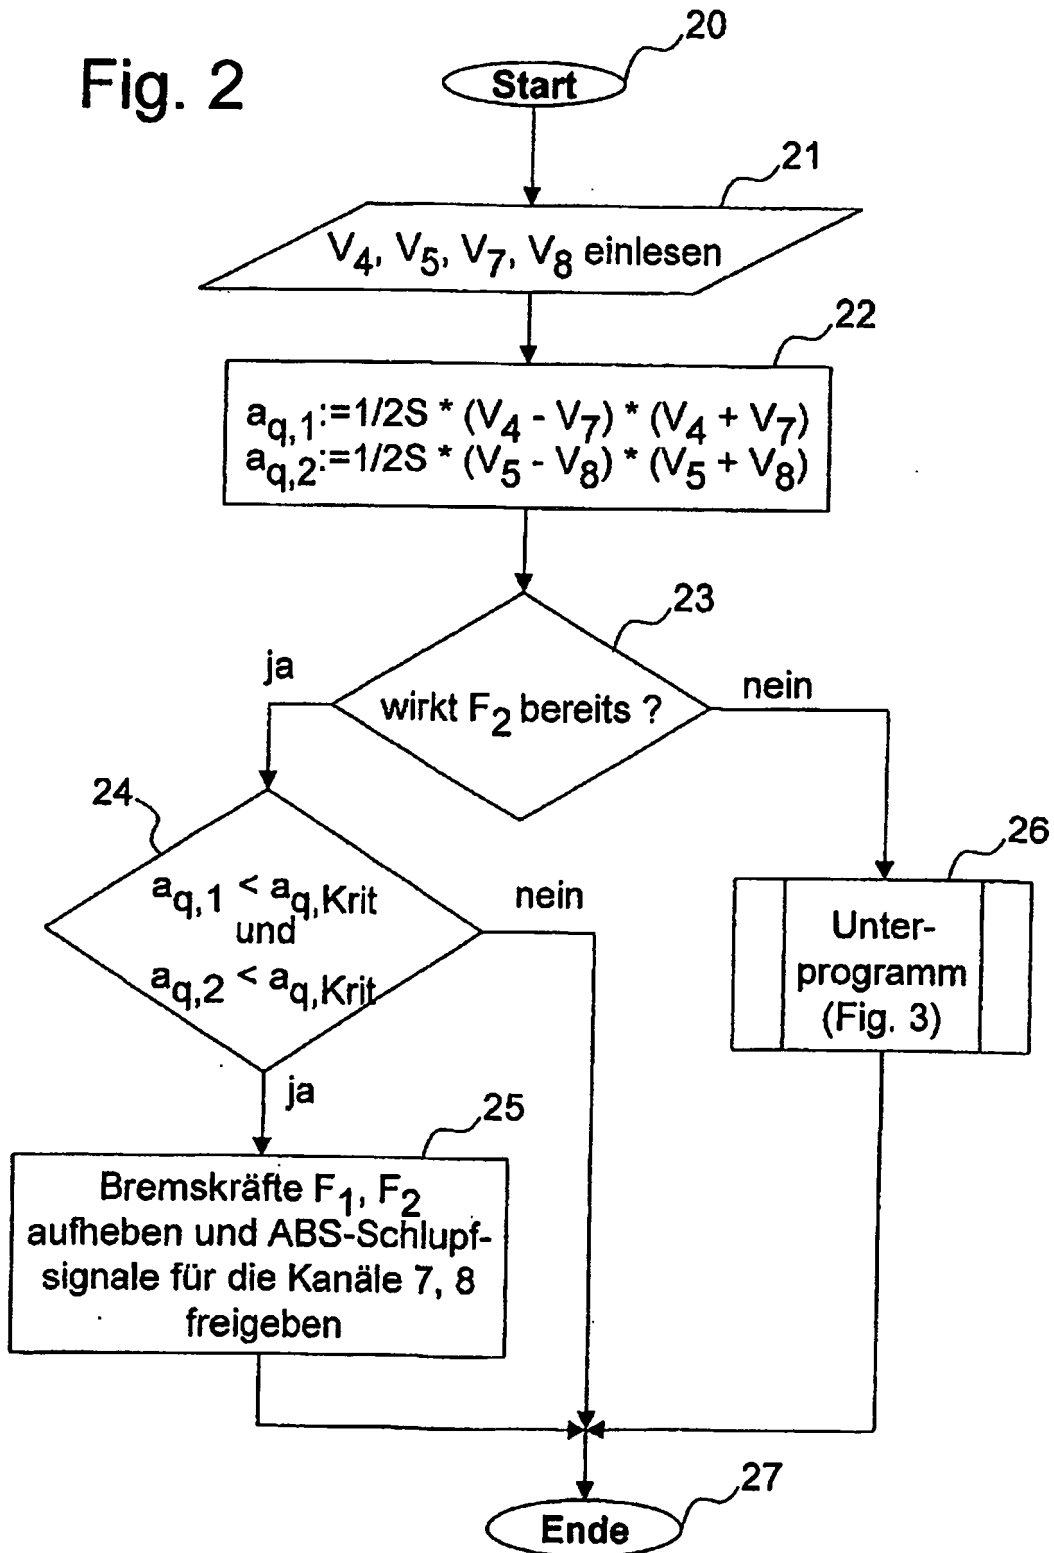 Fig. 2
20
Start
21
V4, V5, V7, V8 einlesen
22
aq,1:=1/2S * (V4 - V7) * (V4 + V7)
aq,2:=1/2S * (V5 - V8) * (V5 + V8)
23
ja
wirkt F2 bereits ?
nein
24
aq,1 < aq,Krit
und
aq,2 < aq,Krit
nein
26
Unter-
programm
(Fig. 3)
ja
25
Bremskräfte F1, F2
aufheben und ABS-Schlupf-
signale für die Kanäle 7, 8
freigeben
27
Ende